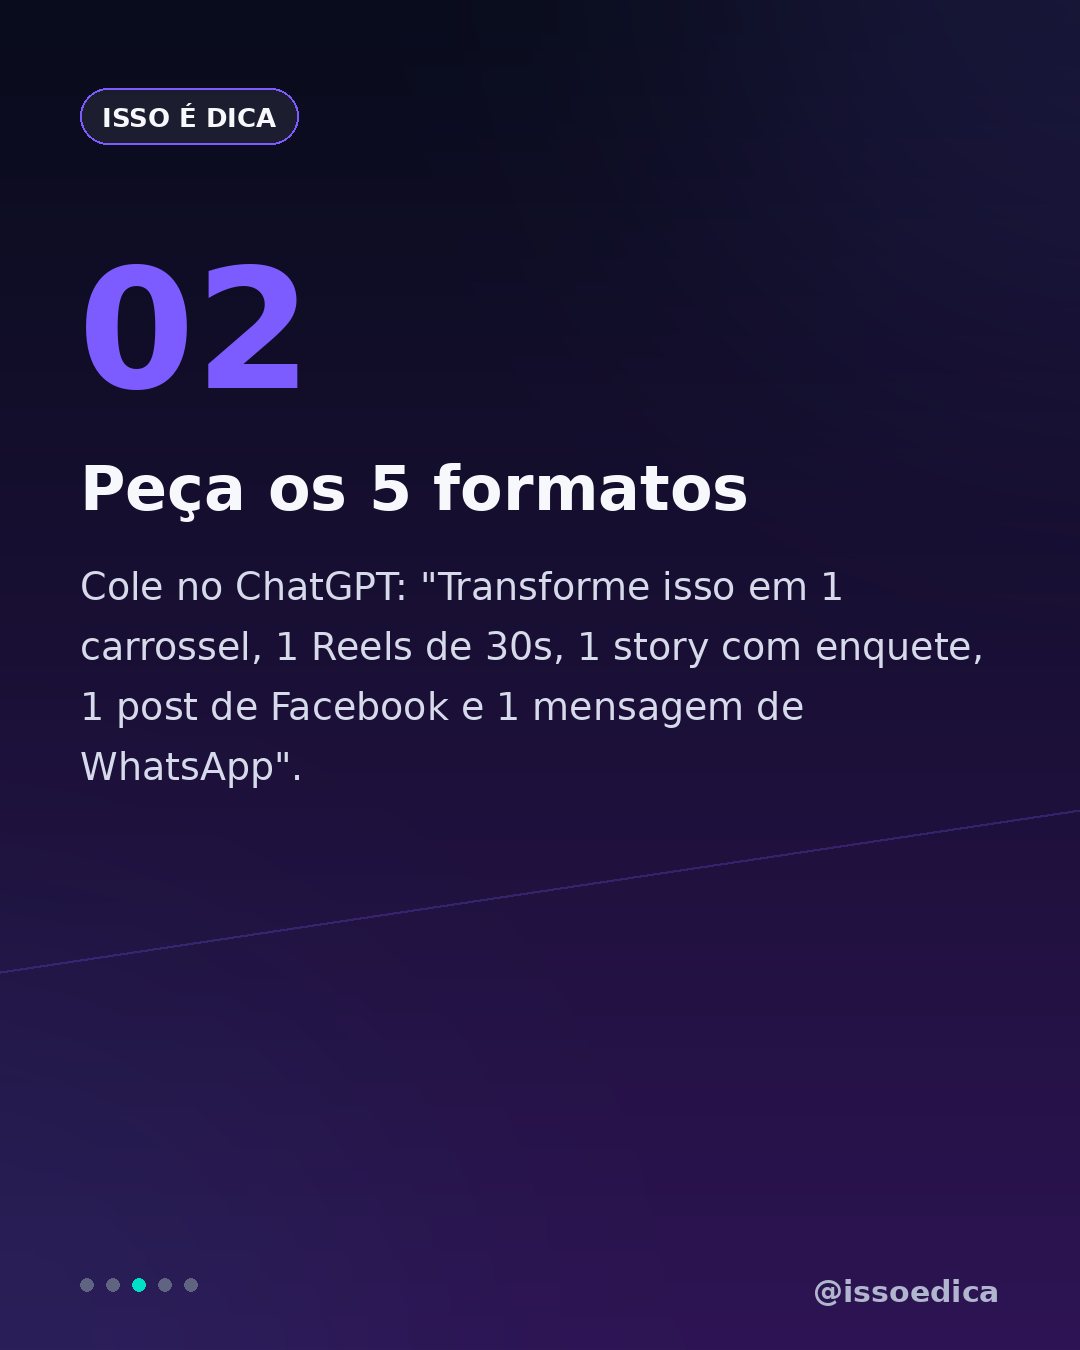 ISSO É DICA
02
Peça os 5 formatos
Cole no ChatGPT: "Transforme isso em 1
carrossel, 1 Reels de 30s, 1 story com enquete,
1 post de Facebook e 1 mensagem de
WhatsApp".
@issoedica